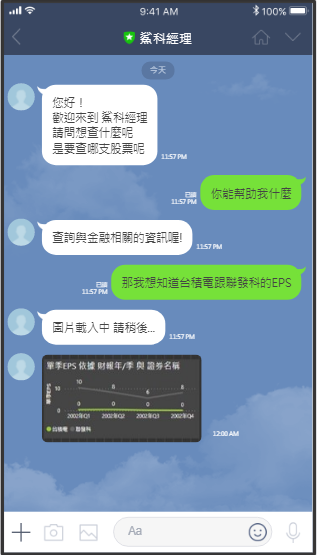 9:41 AM
100%
鯊科經理
今天
您好！
歡迎來到 鯊科經理
請問想查什麼呢
是要查哪支股票呢
11:57 PM
你能幫助我什麼
已讀
11:57 PM
查詢與金融相關的資訊喔!
11:57 PM
那我想知道台積電跟聯發科的EPS
已讀
11:57 PM
圖片載入中 請稍後...
11:57 PM
單季EPS 依據 財報年/季 與 證券名稱
單季EPS
10
0
10
8
6
8
0
0
0
0
2002年Q1
2002年Q2
2002年Q3
2002年Q4
台積電
聯發科
12:00 AM
Aa